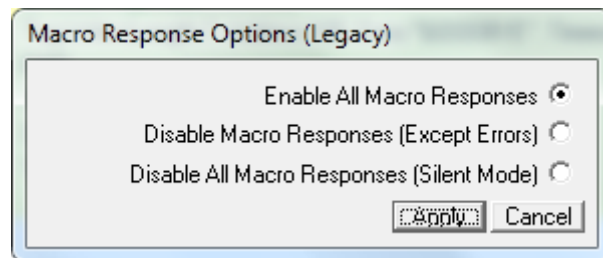 Macro Response Options (Legacy)
Enable All Macro Responses
Disable Macro Responses (Except Errors)
Disable All Macro Responses (Silent Mode)
Apply Cancel